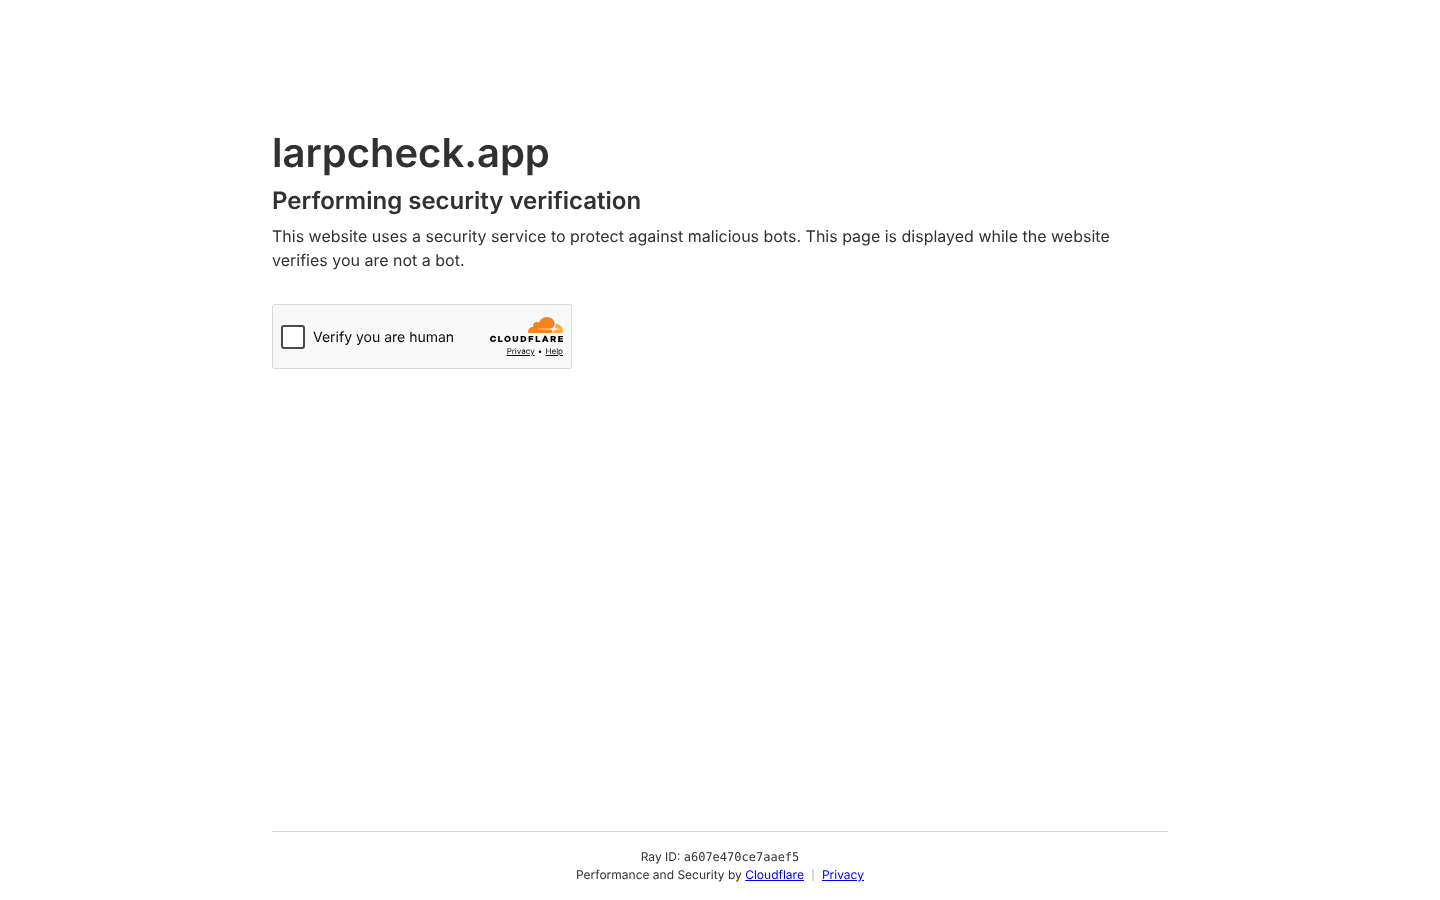 larpcheck.app
Performing security verification
This website uses a security service to protect against malicious bots. This page is displayed while the website
verifies you are not a bot.
Verify you are human
CLOUDFLARE
Privacy • Help
Ray ID: a607e470ce7aaef5
Performance and Security by Cloudflare | Privacy